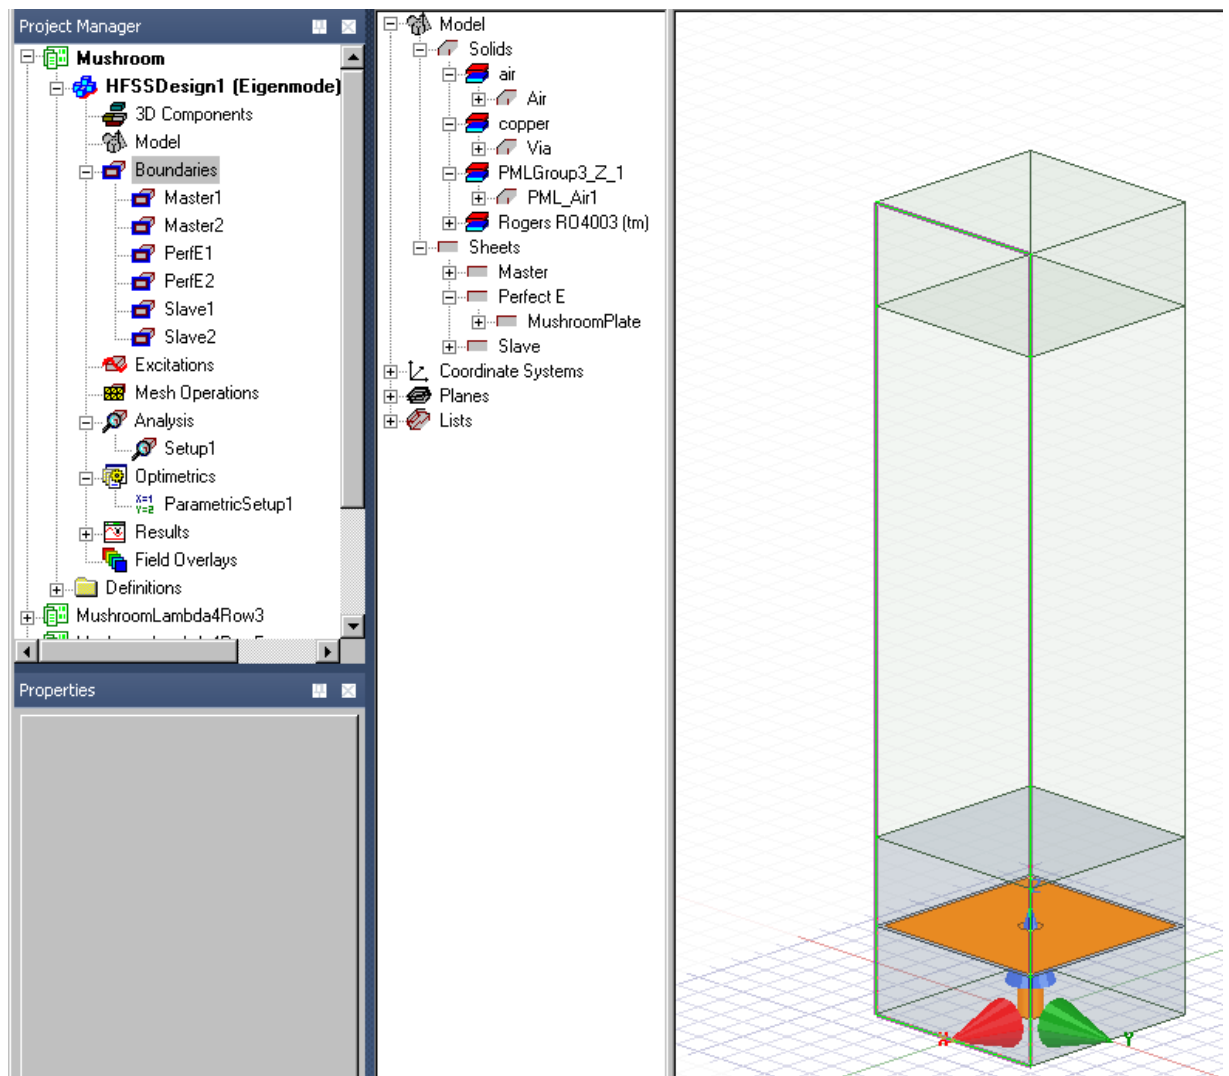 Project Manager
Mushroom
HFSSDesign1 (Eigenmode)
3D Components
Model
Boundaries
Master1
Master2
PerfE1
PerfE2
Slave1
Slave2
Excitations
Mesh Operations
Analysis
Setup1
Optimetrics
X=1
Y=2
ParametricSetup1
Results
Field Overlays
Definitions
MushroomLambda4Row3
Properties
Model
Solids
air
Air
copper
Via
PMLGroup3_Z_1
PML_Air1
Rogers RO4003 (tm)
Sheets
Master
Perfect E
MushroomPlate
Slave
Coordinate Systems
Planes
Lists
Z
X
Y